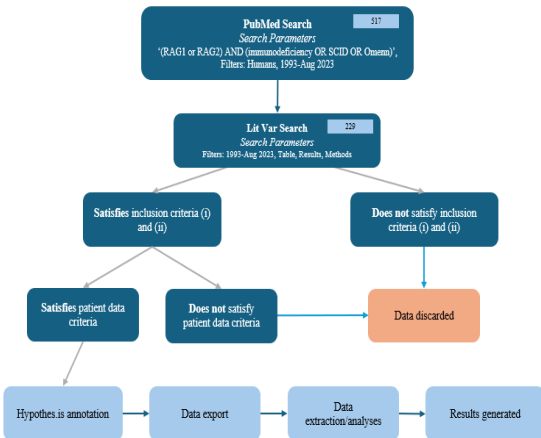 PubMed Search
517
Search Parameters
‘(RAG1 or RAG2) AND (immunodeficiency OR SCID OR Omenn)’,
Filters: Humans, 1993-Aug 2023
Lit Var Search
229
Search Parameters
Filters: 1993-Aug 2023, Table, Results, Methods
Satisfies inclusion criteria (i)
and (ii)
Does not satisfy inclusion
criteria (i) and (ii)
Satisfies patient data
criteria
Does not satisfy
patient data criteria
Data discarded
Hypothes.is annotation
Data export
Data
extraction/analyses
Results generated